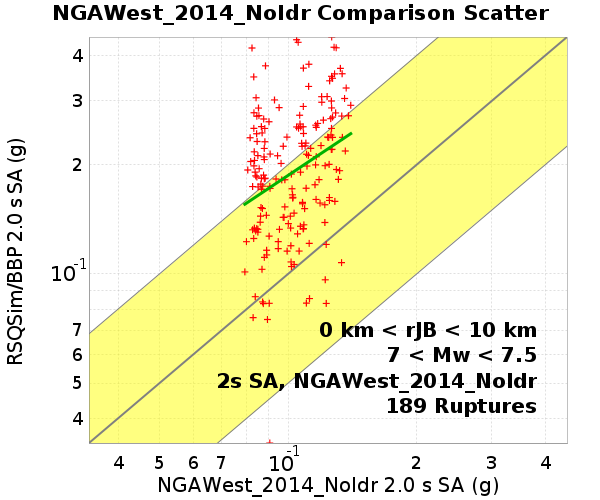 NGAWest_2014_NoIdr Comparison Scatter
RSQSim/BBP 2.0 s SA (g)
4
3
2
10-1
7
6
5
4
0 km < rJB < 10 km
7 < Mw < 7.5
2s SA, NGAWest_2014_NoIdr
189 Ruptures
4 5 6 7 10-1 2 3 4
NGAWest_2014_NoIdr 2.0 s SA (g)